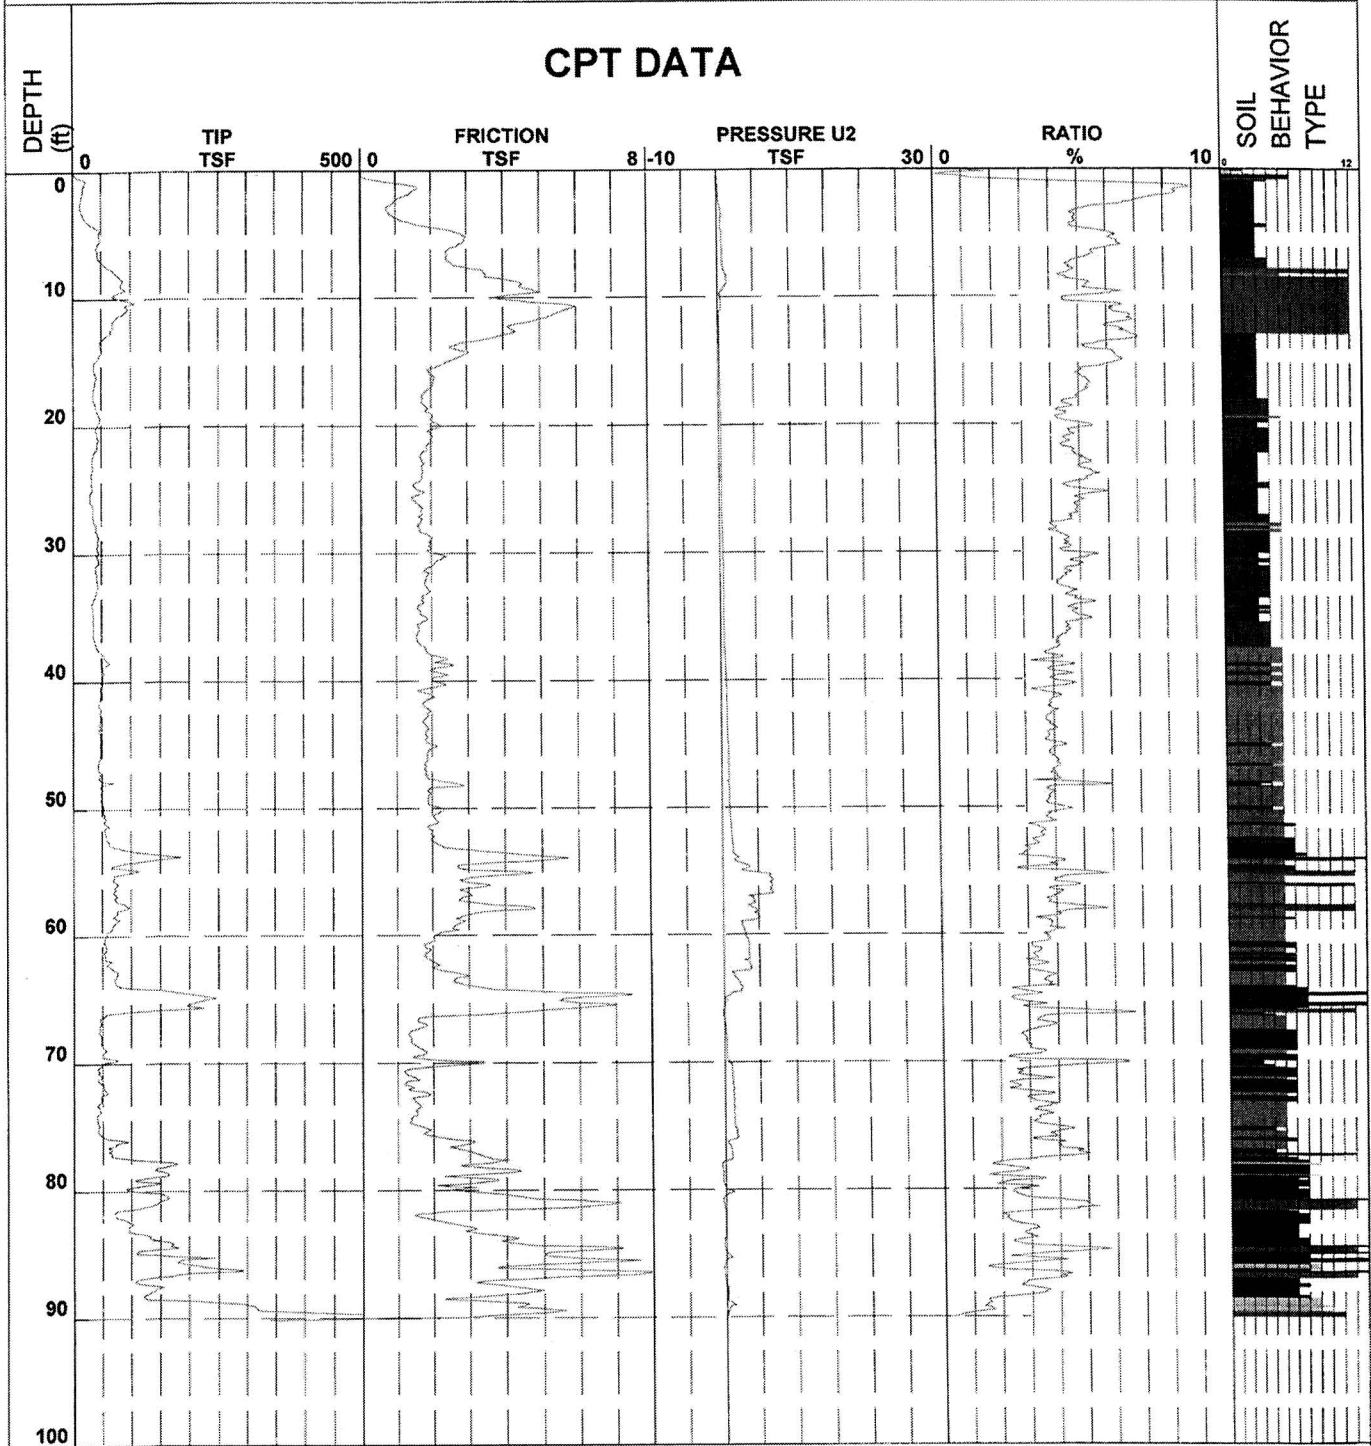 CPT DATA
DEPTH (ft)
SOIL BEHAVIOR TYPE
TIP FRICTION PRESSURE U2 RATIO
0 TSF 500 0 TSF 8 -10 TSF 30 0 % 10 0 12
0
10
20
30
40
50
60
70
80
90
100